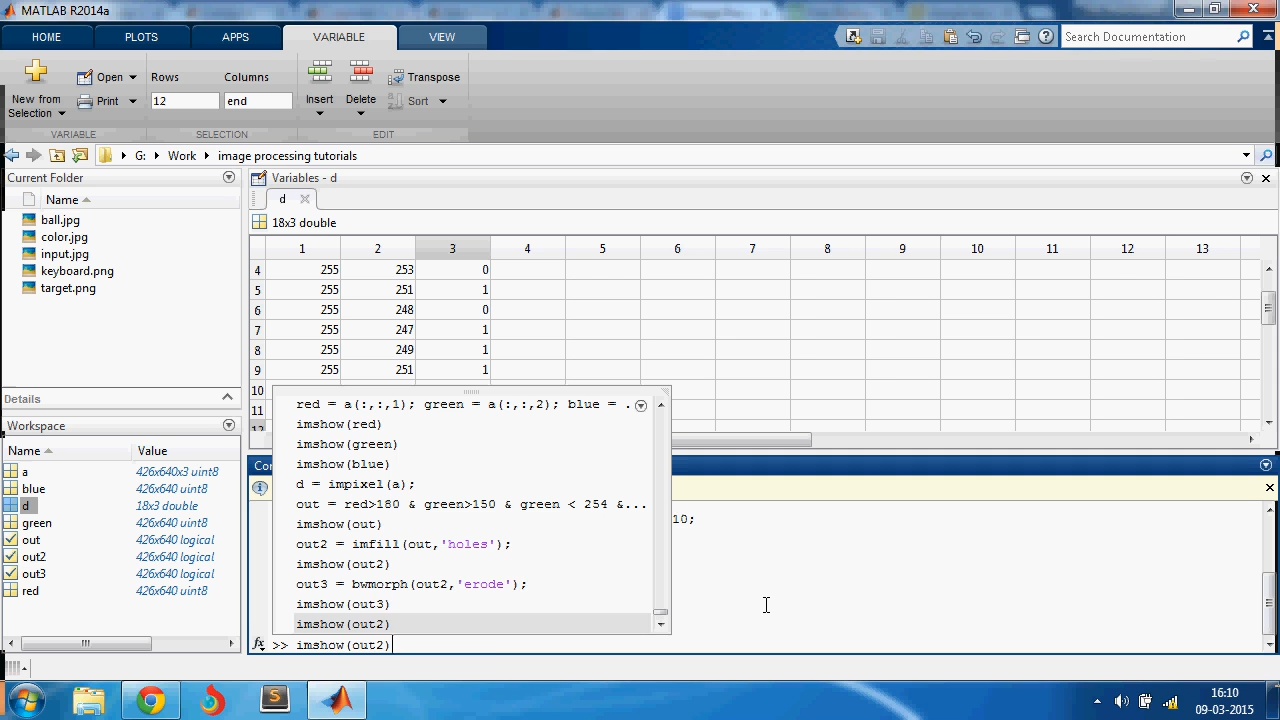 MATLAB R2014a
HOME PLOTS APPS VARIABLE VIEW
Search Documentation
New from Selection
Open
Print
Rows Columns
12 end
Insert
Delete
Transpose
Sort
VARIABLE SELECTION EDIT
G: Work image processing tutorials
Current Folder
Name
ball.jpg
color.jpg
input.jpg
keyboard.png
target.png
Details
Workspace
Name Value
a 426x640x3 uint8
blue 426x640 uint8
d 18x3 double
green 426x640 uint8
out 426x640 logical
out2 426x640 logical
out3 426x640 logical
red 426x640 uint8
Variables - d
d
18x3 double
1 2 3 4 5 6 7 8 9 10 11 12 13
4 255 253 0
5 255 251 1
6 255 248 0
7 255 247 1
8 255 249 1
9 255 251 1
10
11
12
Co
10;
red = a(:,:,1); green = a(:,:,2); blue = .
imshow(red)
imshow(green)
imshow(blue)
d = impixel(a);
out = red>180 & green>150 & green < 254 &...
imshow(out)
out2 = imfill(out,'holes');
imshow(out2)
out3 = bwmorph(out2,'erode');
imshow(out3)
imshow(out2)
fx >> imshow(out2)
16:10
09-03-2015